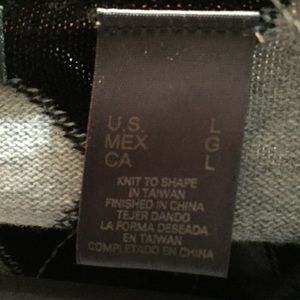 U.S. L
MEX G
CA L
KNIT TO SHAPE
IN TAIWAN
FINISHED IN CHINA
TEJER DANDO
LA FORMA DESEADA
EN TAIWAN
COMPLETADO EN CHINA